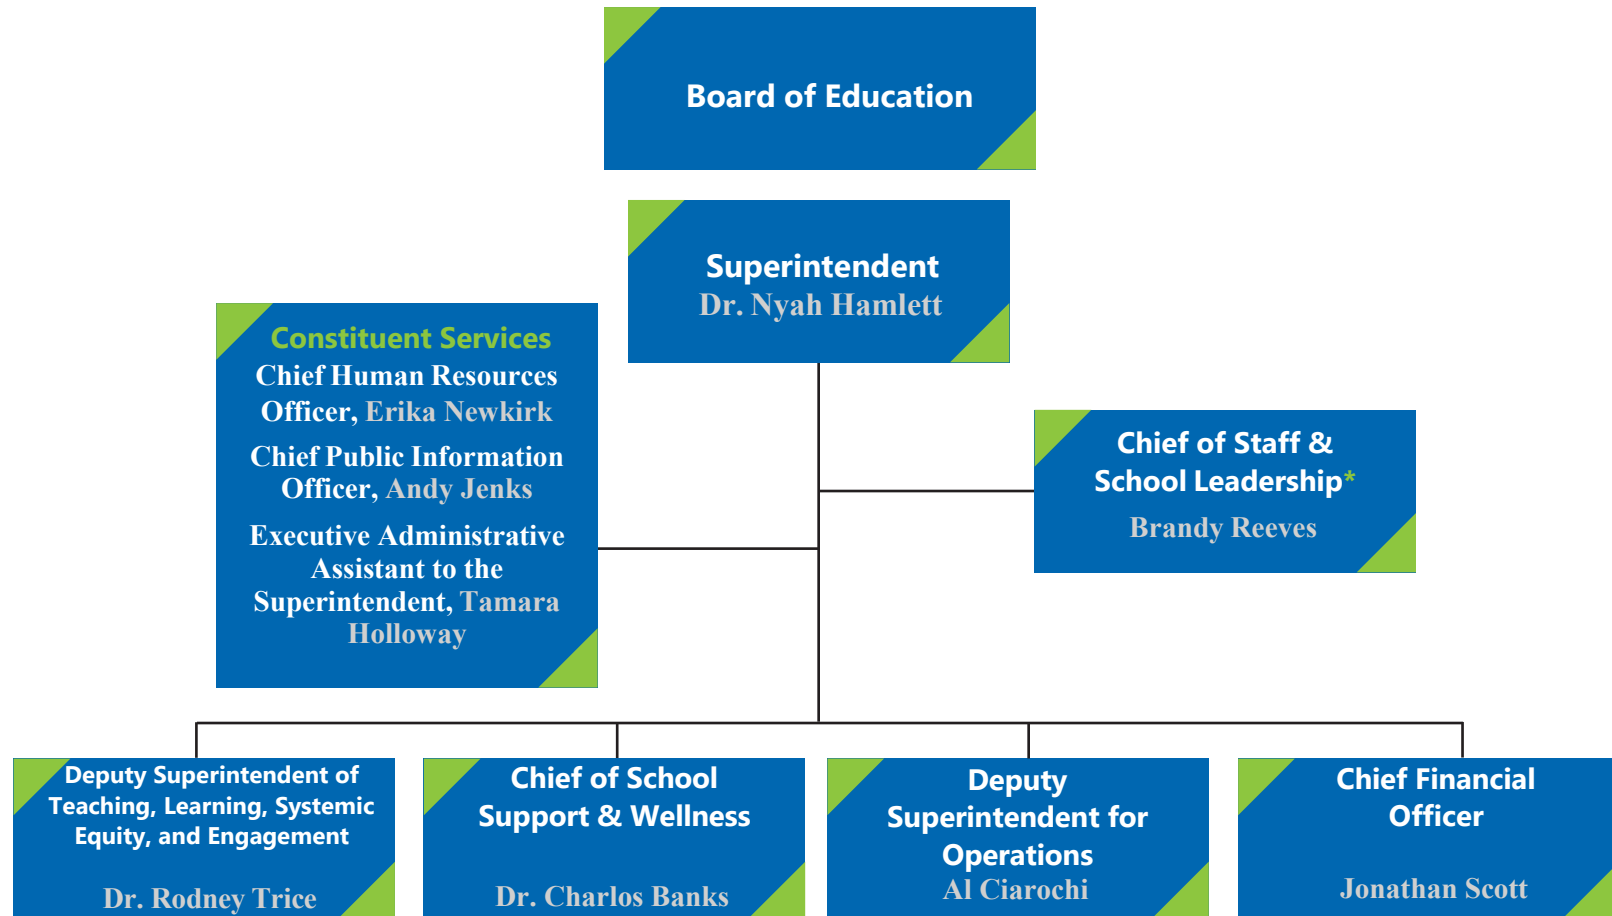 Board of Education
Superintendent
Dr. Nyah Hamlett
Constituent Services
Chief Human Resources
Officer, Erika Newkirk
Chief Public Information
Officer, Andy Jenks
Executive Administrative
Assistant to the
Superintendent, Tamara
Holloway
Chief of Staff &
School Leadership*
Brandy Reeves
Deputy Superintendent of
Teaching, Learning, Systemic
Equity, and Engagement
Dr. Rodney Trice
Chief of School
Support & Wellness
Dr. Charlos Banks
Deputy
Superintendent for
Operations
Al Ciarochi
Chief Financial
Officer
Jonathan Scott